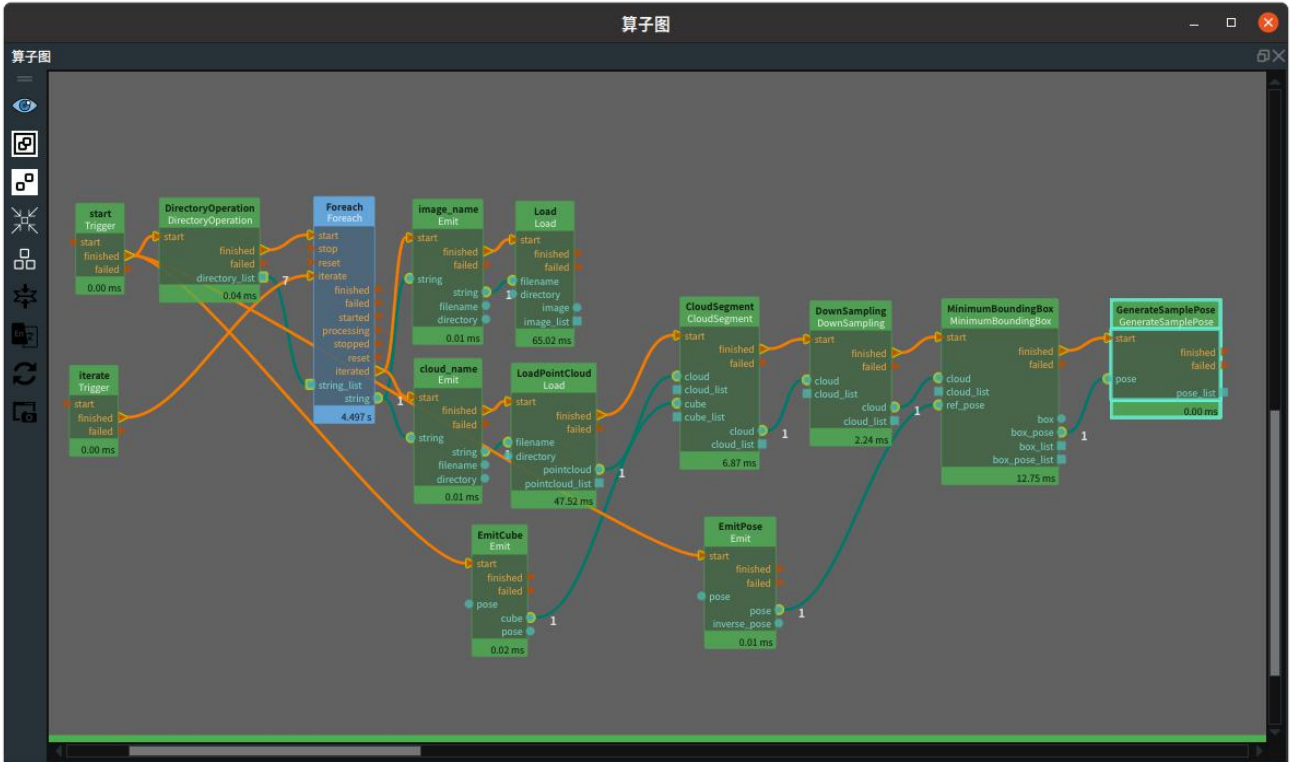 算子图
算子图
start
Trigger
start
finished
failed
0.00 ms
DirectoryOperation
DirectoryOperation
start
finished
failed
directory_list
7
0.04 ms
Foreach
Foreach
start
stop
reset
iterate
finished
failed
started
processing
stopped
reset
iterated
string_list
string
1
4.497 s
image_name
Emit
start
finished
failed
string
string
1
filename
directory
0.01 ms
Load
Load
start
finished
failed
filename
directory
image
image_list
65.02 ms
iterate
Trigger
start
finished
failed
0.00 ms
cloud_name
Emit
start
finished
failed
string
string
filename
directory
0.01 ms
LoadPointCloud
Load
start
finished
failed
filename
directory
pointcloud
1
pointcloud_list
47.52 ms
CloudSegment
CloudSegment
start
finished
failed
cloud
cloud_list
cube
cube_list
cloud
1
cloud_list
6.87 ms
DownSampling
DownSampling
start
finished
failed
cloud
cloud_list
cloud
1
cloud_list
2.24 ms
MinimumBoundingBox
MinimumBoundingBox
start
finished
failed
cloud
cloud_list
ref_pose
box
box_pose
1
box_list
box_pose_list
12.75 ms
GenerateSamplePose
GenerateSamplePose
start
finished
failed
pose
pose_list
0.00 ms
EmitCube
Emit
start
finished
failed
pose
cube
1
pose
0.02 ms
EmitPose
Emit
start
finished
failed
pose
pose
1
inverse_pose
0.01 ms